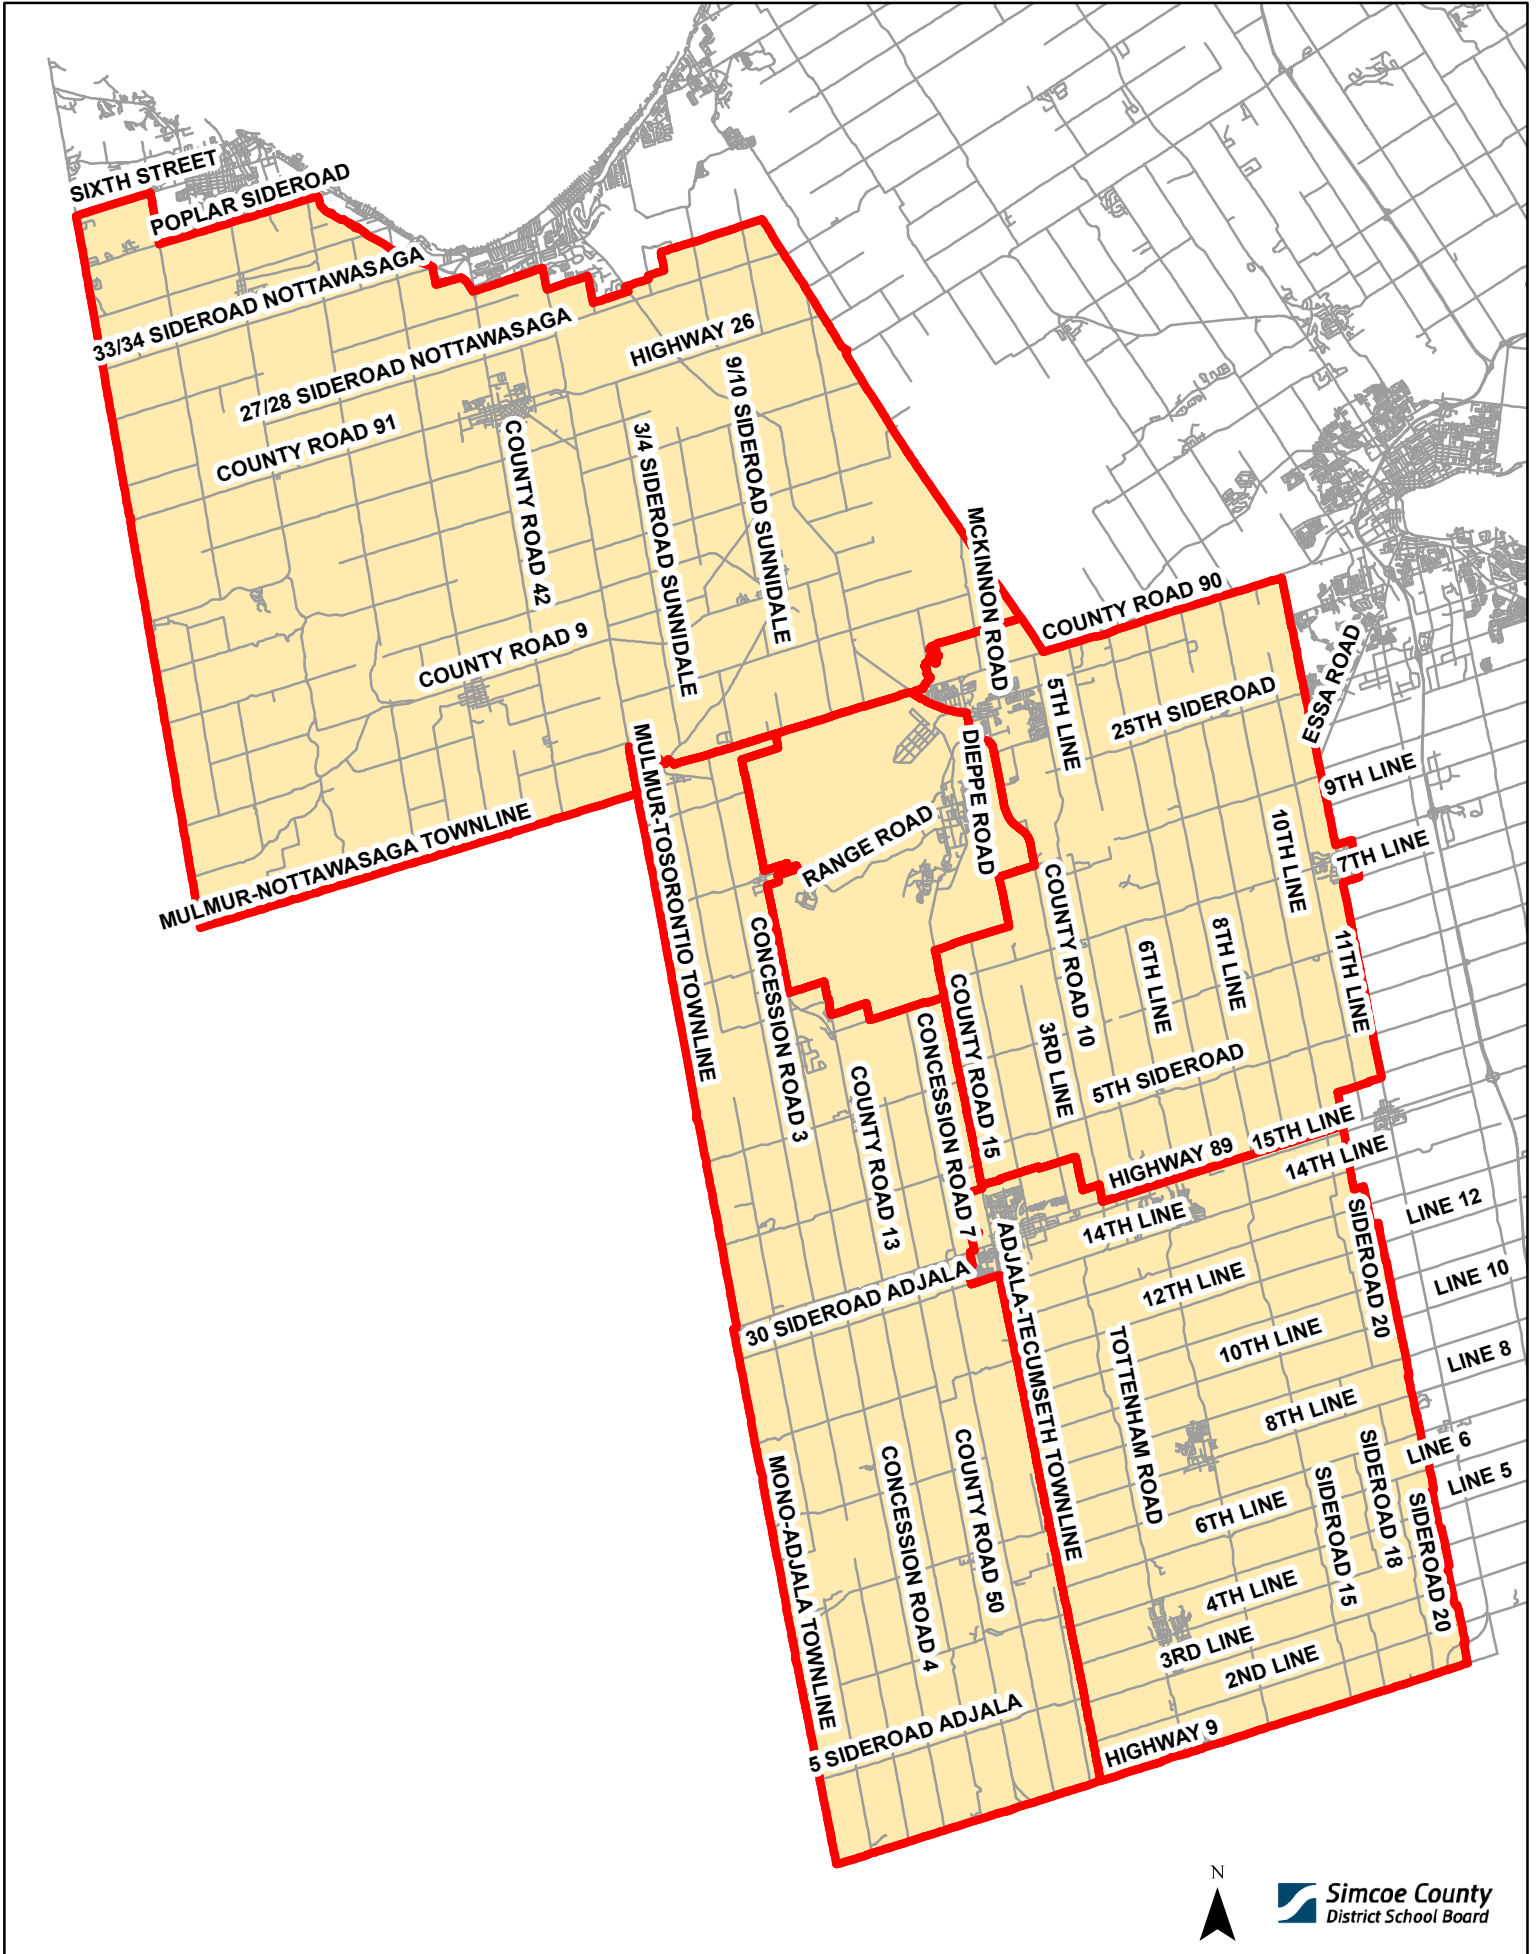 SIXTH STREET
POPLAR SIDEROAD
33/34 SIDEROAD NOTTAWASAGA
27/28 SIDEROAD NOTTAWASAGA
HIGHWAY 26
COUNTY ROAD 91
9/10 SIDEROAD SUNNIDALE
3/4 SIDEROAD SUNNIDALE
COUNTY ROAD 42
COUNTY ROAD 9
MCKINNON ROAD
COUNTY ROAD 90
ESSA ROAD
5TH LINE
25TH SIDEROAD
MULMUR-TOSORONTIO TOWNLINE
DIEPPE ROAD
9TH LINE
MULMUR-NOTTAWASAGA TOWNLINE
RANGE ROAD
10TH LINE
7TH LINE
CONCESSION ROAD 3
COUNTY ROAD 10
6TH LINE
8TH LINE
11TH LINE
COUNTY ROAD 15
CONCESSION ROAD 7
3RD LINE
5TH SIDEROAD
COUNTY ROAD 13
HIGHWAY 89
15TH LINE
14TH LINE
14TH LINE
LINE 12
SIDEROAD 20
30 SIDEROAD ADJALA
ADJALA-TECUMSETH TOWNLINE
12TH LINE
LINE 10
TOTTENHAM ROAD
10TH LINE
LINE 8
8TH LINE
LINE 6
LINE 5
MONO-ADJALA TOWNLINE
CONCESSION ROAD 4
COUNTY ROAD 50
6TH LINE
SIDEROAD 15
SIDEROAD 18
SIDEROAD 20
4TH LINE
3RD LINE
2ND LINE
5 SIDEROAD ADJALA
HIGHWAY 9
N
Simcoe County
District School Board